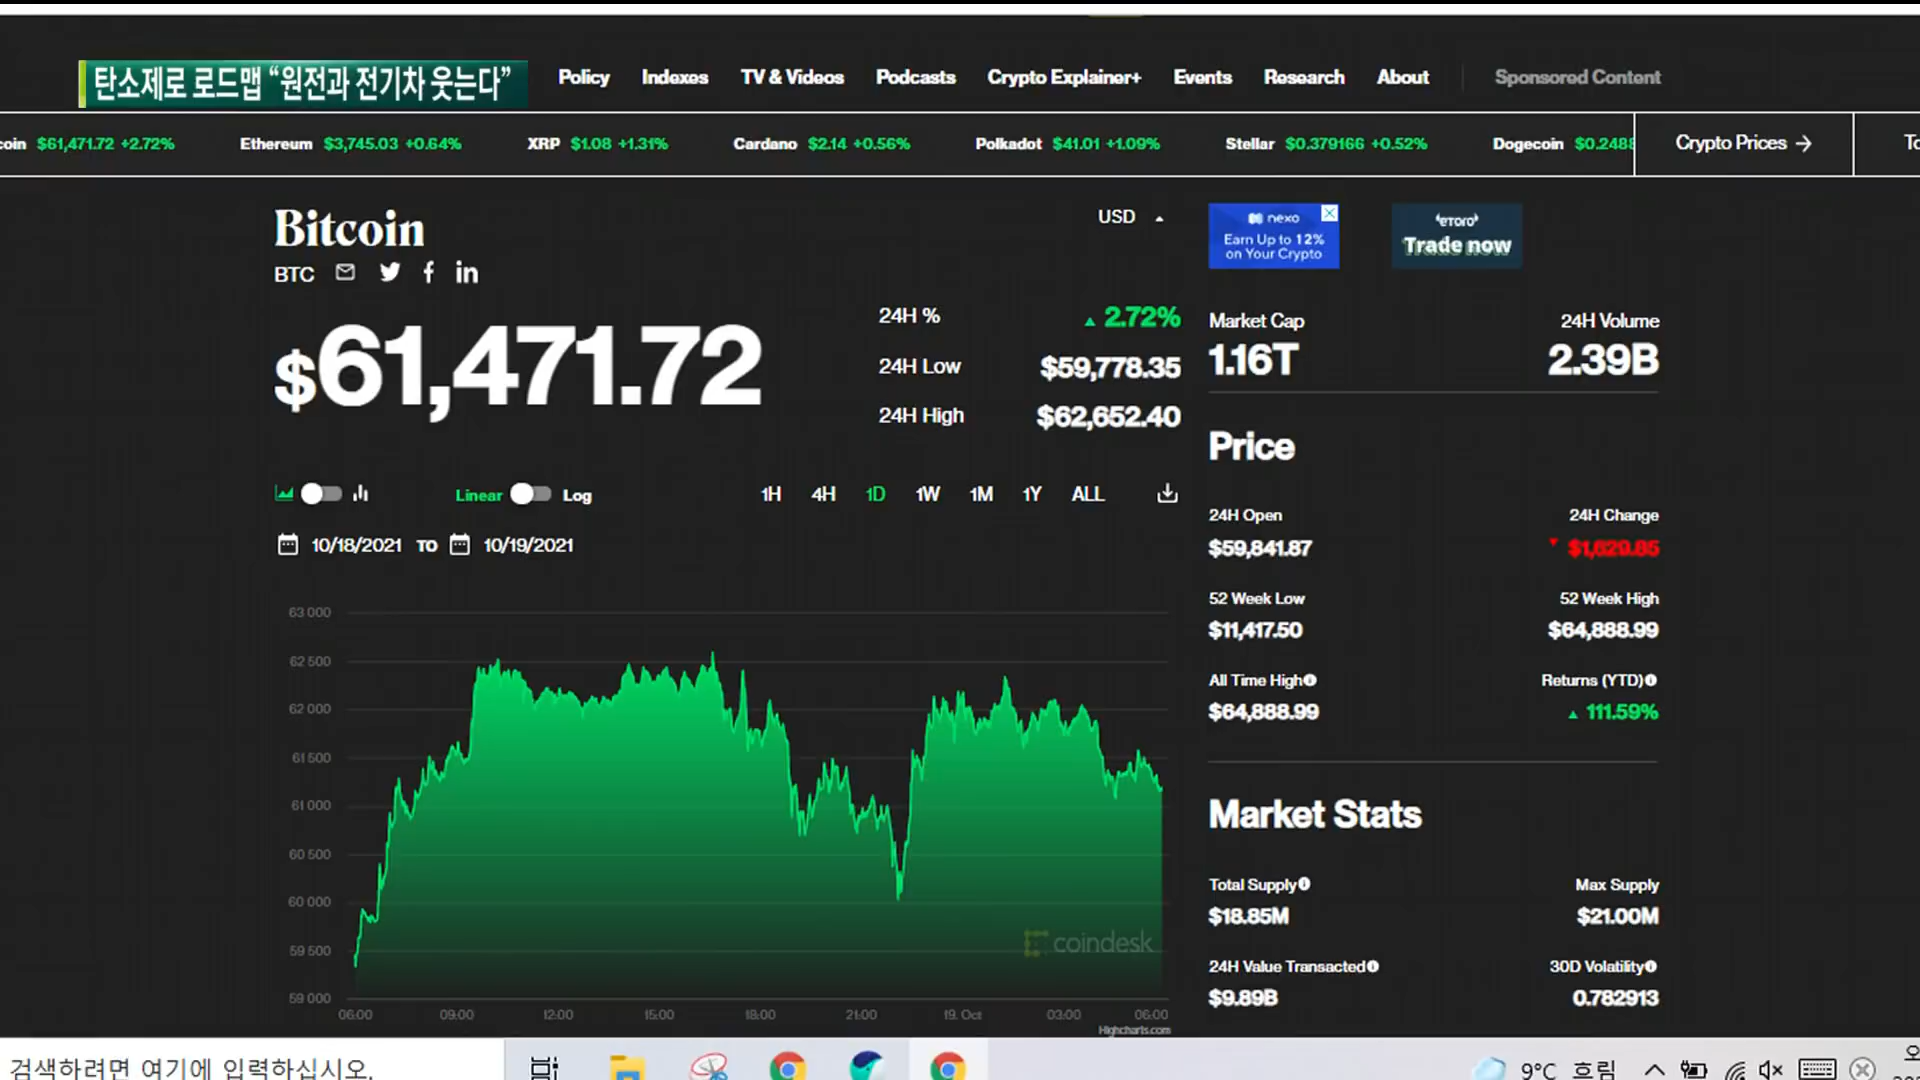 탄소제로 로드맵 “원전과 전기차 웃는다”
Policy Indexes TV & Videos Podcasts Crypto Explainer+ Events Research About Sponsored Content
coin $61,471.72 +2.72% Ethereum $3,745.03 +0.64% XRP $1.08 +1.31% Cardano $2.14 +0.56% Polkadot $41.01 +1.09% Stellar $0.379166 +0.52% Dogecoin $0.2488 Crypto Prices →
Bitcoin
USD
BTC
nexo
Earn Up to 12%
on Your Crypto
eToro
Trade now
$61,471.72
24H % 2.72%
24H Low $59,778.35
24H High $62,652.40
Market Cap 24H Volume
1.16T 2.39B
Price
Linear Log
1H 4H 1D 1W 1M 1Y ALL
10/18/2021 TO 10/19/2021
24H Open 24H Change
$59,841.87 $1,629.85
52 Week Low 52 Week High
$11,417.50 $64,888.99
All Time High Returns (YTD)
$64,888.99 111.59%
Market Stats
Total Supply Max Supply
$18.85M $21.00M
24H Value Transacted 30D Volatility
$9.89B 0.782913
63 000
62 500
62 000
61 500
61 000
60 500
60 000
59 500
59 000
coindesk
06:00 09:00 12:00 15:00 18:00 21:00 19. Oct 03:00 06:00
Highcharts.com
검색하려면 여기에 입력하십시오.
9°C 흐림